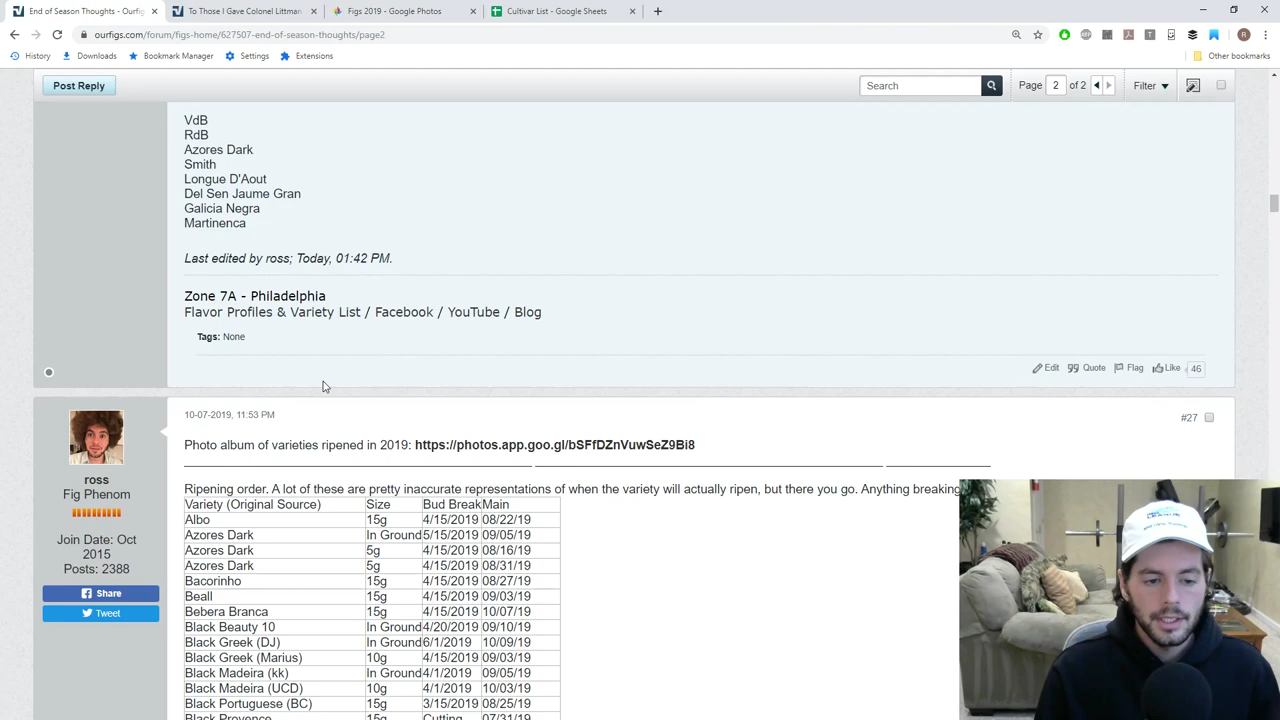 End of Season Thoughts - Ourfig
To Those I Gave Colonel Littman
Figs 2019 - Google Photos
Cultivar List - Google Sheets
ourfigs.com/forum/figs-home/627507-end-of-season-thoughts/page2
History
Downloads
Bookmark Manager
Settings
Extensions
Other bookmarks
Post Reply
Search
Page 2 of 2
Filter
VdB
RdB
Azores Dark
Smith
Longue D'Aout
Del Sen Jaume Gran
Galicia Negra
Martinenca
Last edited by ross; Today, 01:42 PM.
Zone 7A - Philadelphia
Flavor Profiles & Variety List / Facebook / YouTube / Blog
Tags: None
Edit Quote Flag Like 46
10-07-2019, 11:53 PM
#27
ross
Fig Phenom
Join Date: Oct
2015
Posts: 2388
Share
Tweet
Photo album of varieties ripened in 2019: https://photos.app.goo.gl/bSFfDZnVuwSeZ9Bi8
Ripening order. A lot of these are pretty inaccurate representations of when the variety will actually ripen, but there you go. Anything breaking
Variety (Original Source) Size Bud Break Main
Albo 15g 4/15/2019 08/22/19
Azores Dark In Ground 5/15/2019 09/05/19
Azores Dark 5g 4/15/2019 08/16/19
Azores Dark 5g 4/15/2019 08/31/19
Bacorinho 15g 4/15/2019 08/27/19
Beall 15g 4/15/2019 09/03/19
Bebera Branca 15g 4/15/2019 10/07/19
Black Beauty 10 In Ground 4/20/2019 09/10/19
Black Greek (DJ) In Ground 6/1/2019 10/09/19
Black Greek (Marius) 10g 4/15/2019 09/03/19
Black Madeira (kk) In Ground 4/1/2019 09/05/19
Black Madeira (UCD) 10g 4/1/2019 10/03/19
Black Portuguese (BC) 15g 3/15/2019 08/25/19
Black Provence 15g Cutting 07/31/19